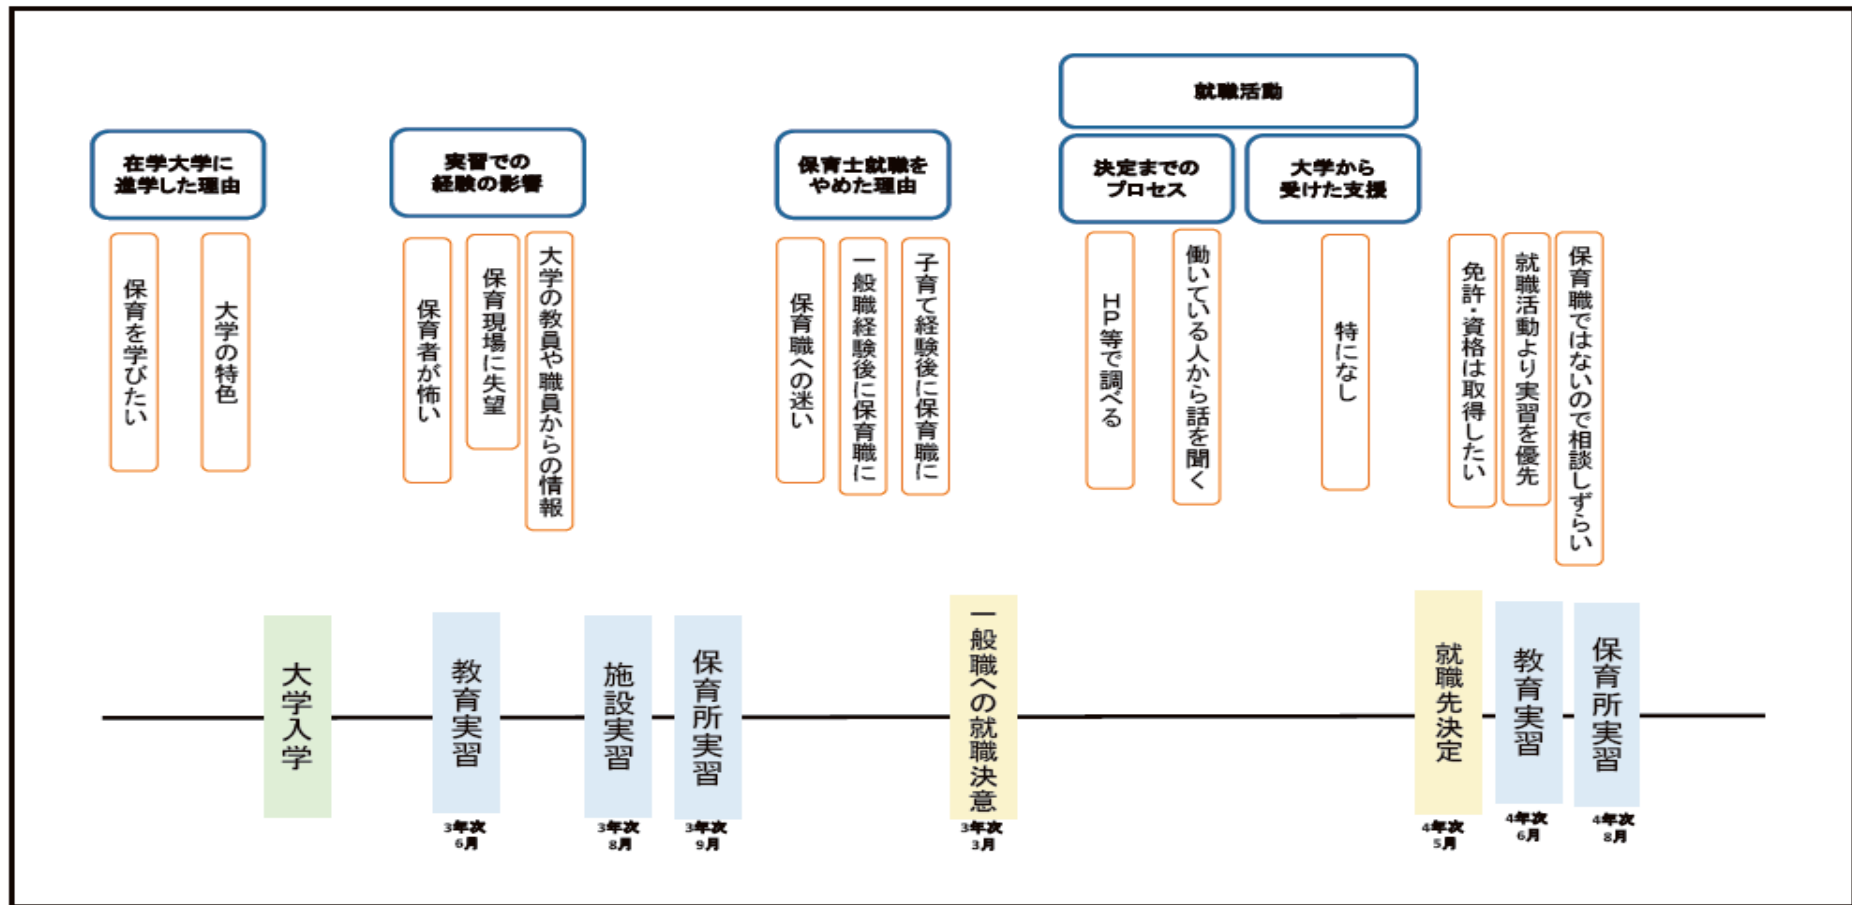 就職活動
在学大学に
進学した理由
実習での
経験の影響
保育士就職を
やめた理由
決定までの
プロセス
大学から
受けた支援
保育を学びたい
大学の特色
保育者が怖い
保育現場に失望
大学の教員や職員からの情報
保育職への迷い
一般職経験後に保育職に
子育て経験後に保育職に
HP等で調べる
働いている人から話を聞く
特になし
免許・資格は取得したい
就職活動より実習を優先
保育職ではないので相談しずらい
大学入学
教育実習
施設実習
保育所実習
一般職への就職決意
就職先決定
教育実習
保育所実習
3年次
6月
3年次
8月
3年次
9月
3年次
3月
4年次
5月
4年次
6月
4年次
8月